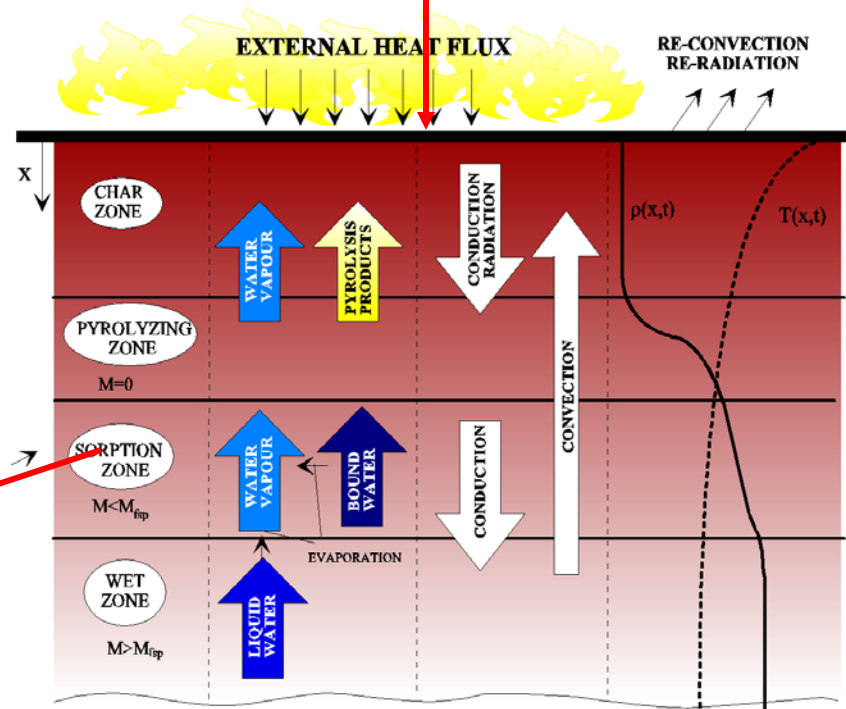 EXTERNAL HEAT FLUX
RE-CONVECTION
RE-RADIATION
x
CHAR
ZONE
WATER
VAPOUR
PYROLYSIS
PRODUCTS
CONDUCTION
RADIATION
ρ(x,t)
T(x,t)
PYROLYZING
ZONE
M=0
CONVECTION
SORPTION
ZONE
M<Mfsp
WATER
VAPOUR
BOUND
WATER
CONDUCTION
EVAPORATION
WET
ZONE
M>Mfsp
LIQUID
WATER